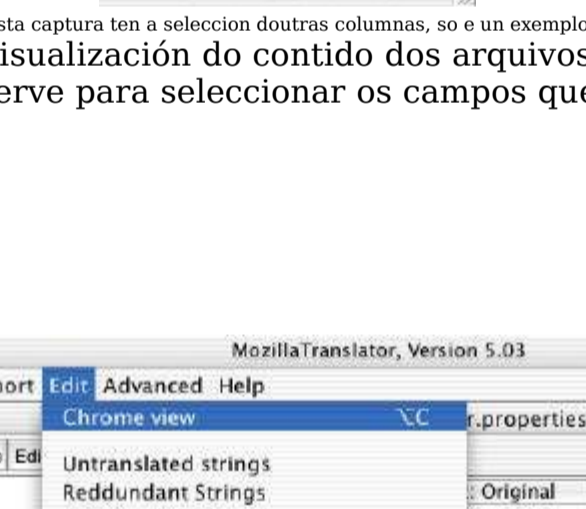 sta captura ten a seleccion doutras columnas, so e un exemplo
isualización do contido dos arquivos
erve para seleccionar os campos que
MozillaTranslator, Version 5.03
ort Edit Advanced Help
Chrome view ⌥C r.properties
Edi
Untranslated strings
Reddundant Strings : Original